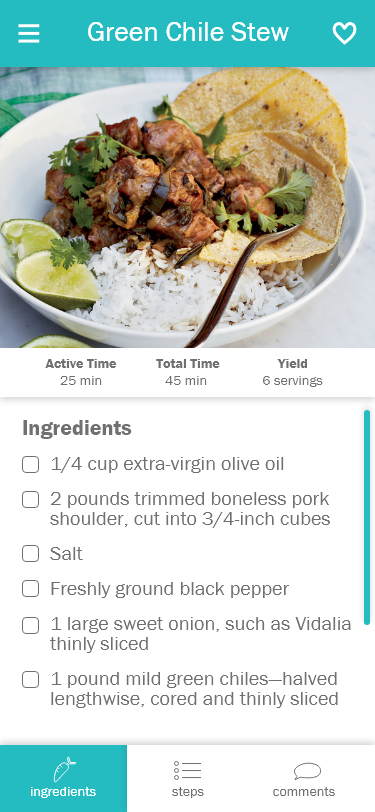 Green Chile Stew
Active Time
Total Time
Yield
25 min
45 min
6 servings
Ingredients
1/4 cup extra-virgin olive oil
2 pounds trimmed boneless pork
shoulder, cut into 3/4-inch cubes
Salt
Freshly ground black pepper
1 large sweet onion, such as Vidalia
thinly sliced
1 pound mild green chiles—halved
lengthwise, cored and thinly sliced
ingredients
steps
comments